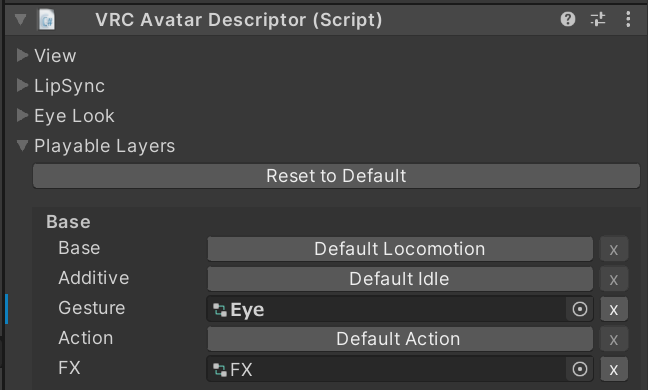 VRC Avatar Descriptor (Script)
View
LipSync
Eye Look
Playable Layers
Reset to Default
Base
Base Default Locomotion x
Additive Default Idle x
Gesture Eye x
Action Default Action x
FX FX x